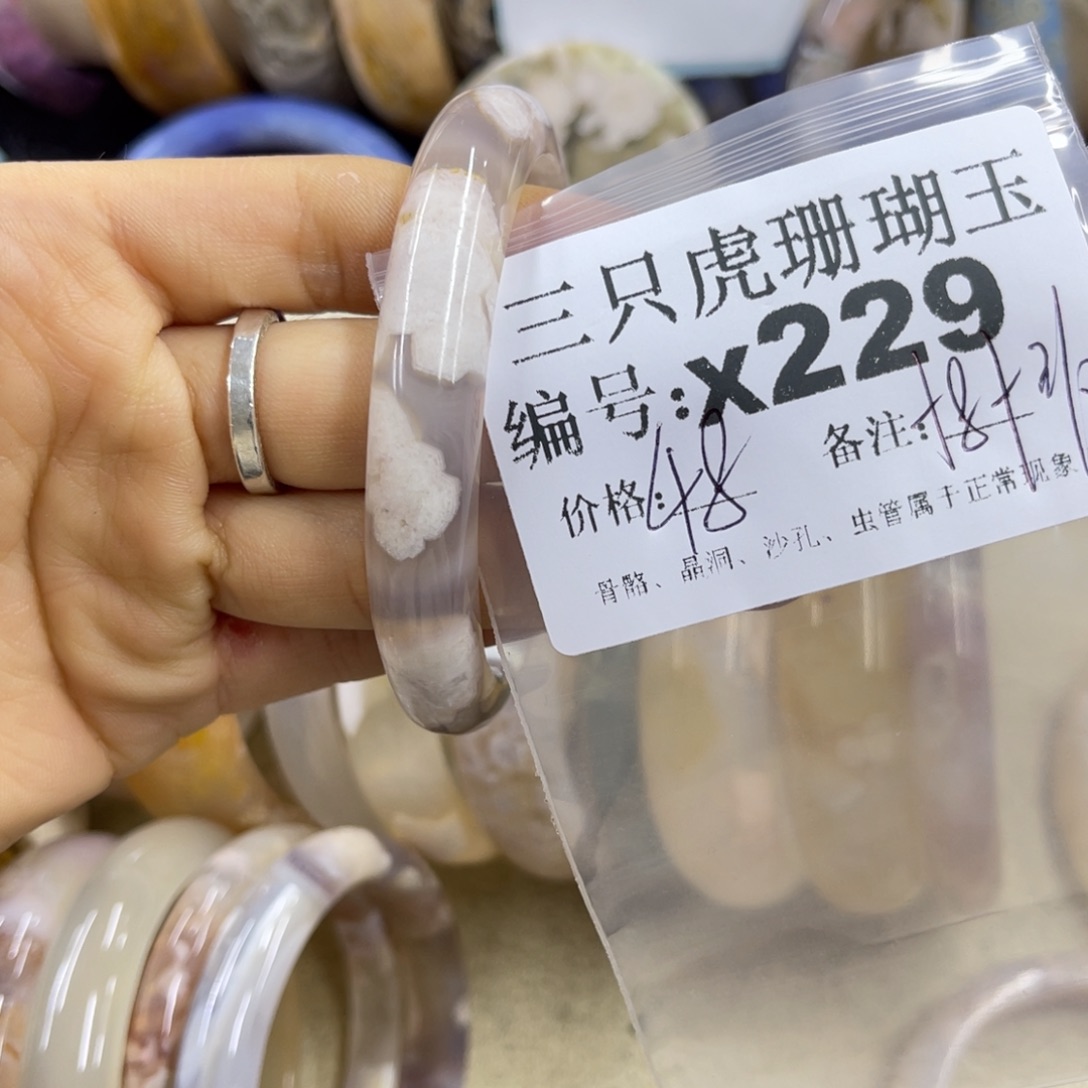 三只虎珊瑚玉
编号:x229
价格:48 备注:
骨骼、晶洞、沙孔、虫管属于正常现象